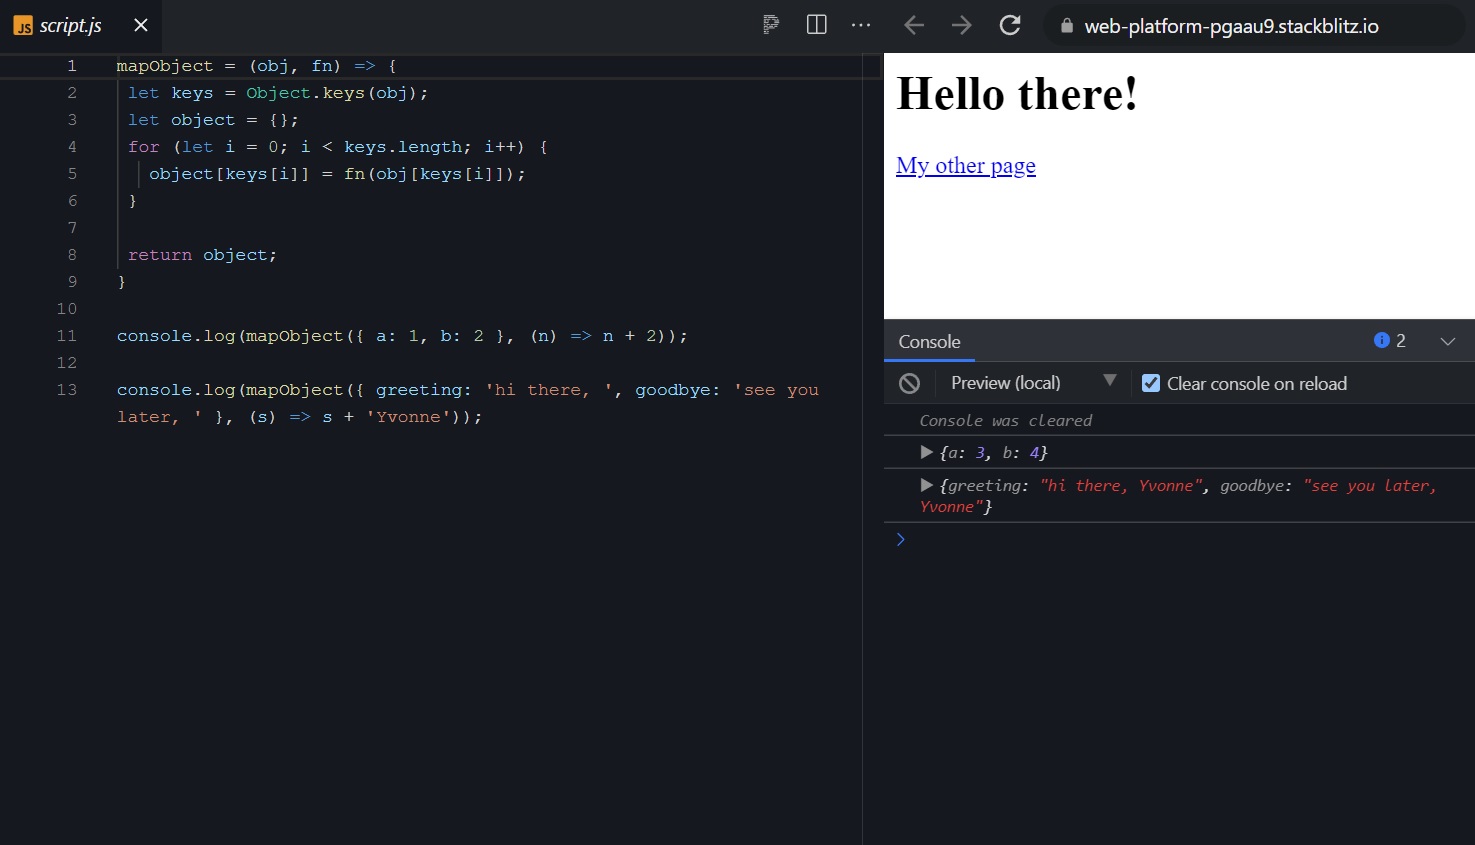 JS script.js
web-platform-pgaau9.stackblitz.io
1 mapObject = (obj, fn) => {
2 let keys = Object.keys(obj);
3 let object = {};
4 for (let i = 0; i < keys.length; i++) {
5 object[keys[i]] = fn(obj[keys[i]]);
6 }
7
8 return object;
9 }
10
11 console.log(mapObject({ a: 1, b: 2 }, (n) => n + 2));
12
13 console.log(mapObject({ greeting: 'hi there, ', goodbye: 'see you
later, ' }, (s) => s + 'Yvonne'));
Hello there!
My other page
Console 2
Preview (local) Clear console on reload
Console was cleared
{a: 3, b: 4}
{greeting: "hi there, Yvonne", goodbye: "see you later,
Yvonne"}